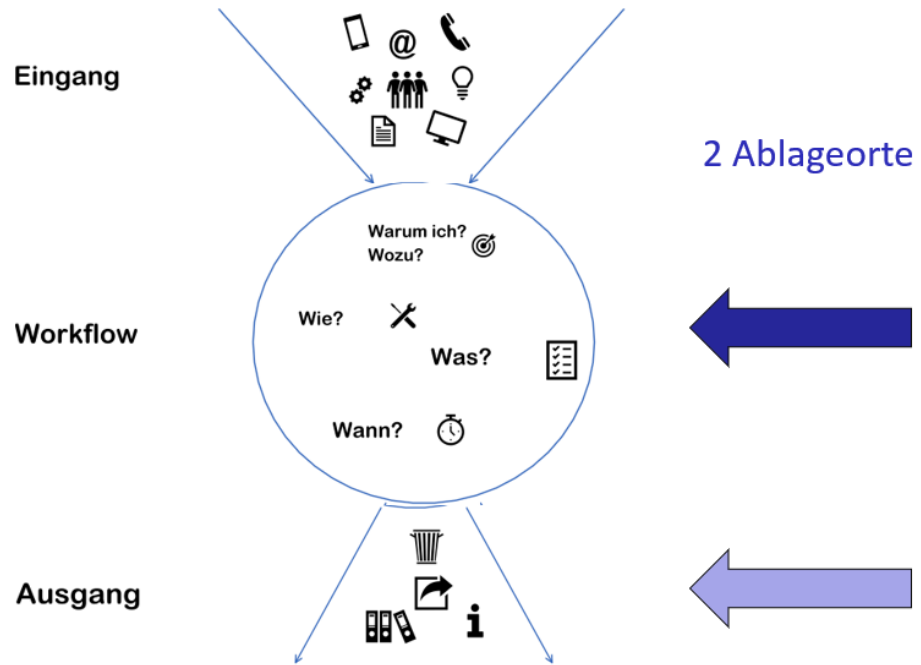 Eingang
@
2 Ablageorte
Warum ich?
Wozu?
Workflow
Wie?
Was?
Wann?
Ausgang
i